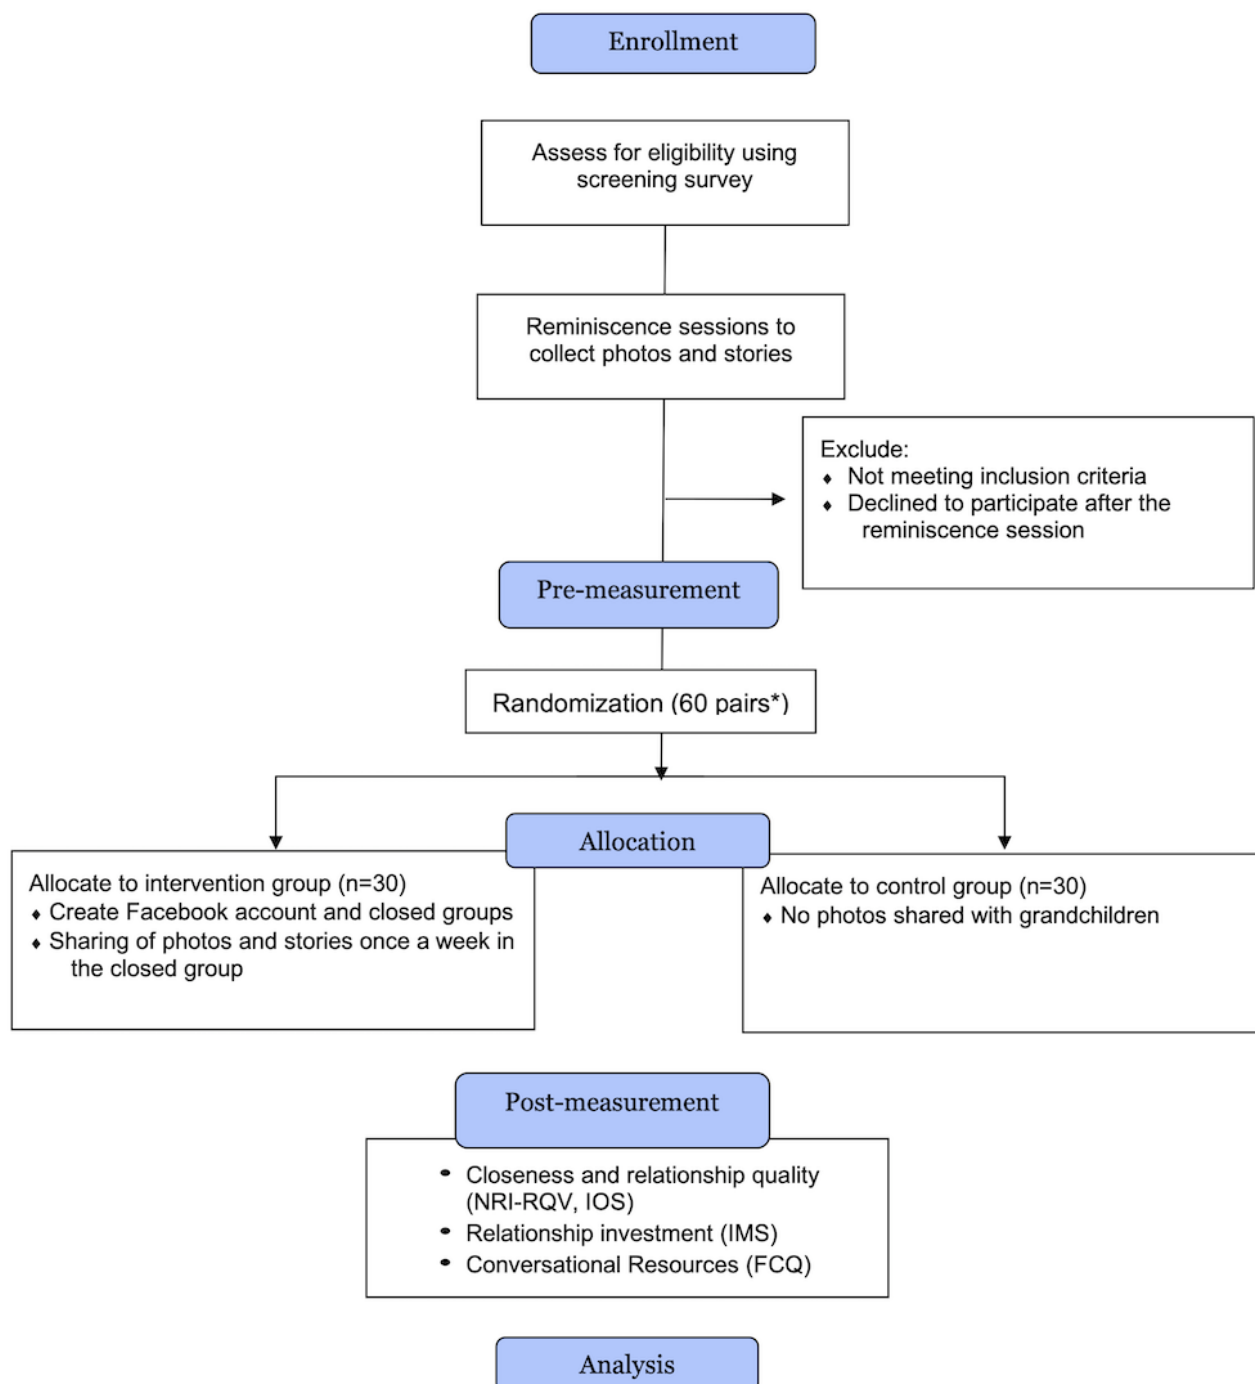 Enrollment
Assess for eligibility using
screening survey
Reminiscence sessions to
collect photos and stories
Exclude:
♦ Not meeting inclusion criteria
♦ Declined to participate after the
reminiscence session
Pre-measurement
Randomization (60 pairs*)
Allocation
Allocate to intervention group (n=30)
♦ Create Facebook account and closed groups
♦ Sharing of photos and stories once a week in
the closed group
Allocate to control group (n=30)
♦ No photos shared with grandchildren
Post-measurement
• Closeness and relationship quality
(NRI-RQV, IOS)
• Relationship investment (IMS)
• Conversational Resources (FCQ)
Analysis